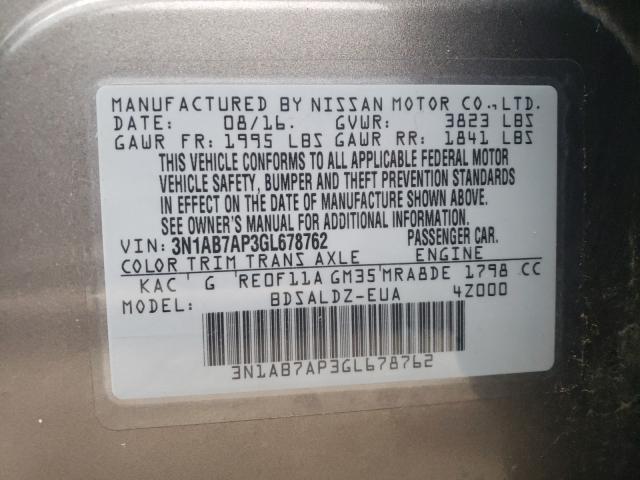 MANUFACTURED BY NISSAN MOTOR CO.,LTD.
DATE: 08/16. GVWR: 3823 LBS
GAWR FR: 1995 LBS GAWR RR: 1841 LBS
THIS VEHICLE CONFORMS TO ALL APPLICABLE FEDERAL MOTOR
VEHICLE SAFETY, BUMPER AND THEFT PREVENTION STANDARDS
IN EFFECT ON THE DATE OF MANUFACTURE SHOWN ABOVE.
SEE OWNER'S MANUAL FOR ADDITIONAL INFORMATION.
VIN: 3N1AB7AP3GL678762 PASSENGER CAR.
COLOR TRIM TRANS AXLE ENGINE
KAC G RE0F11A GM35 MRA8DE 1798 CC
MODEL: BDSALDZ-EUA 4Z000
3N1AB7AP3GL678762